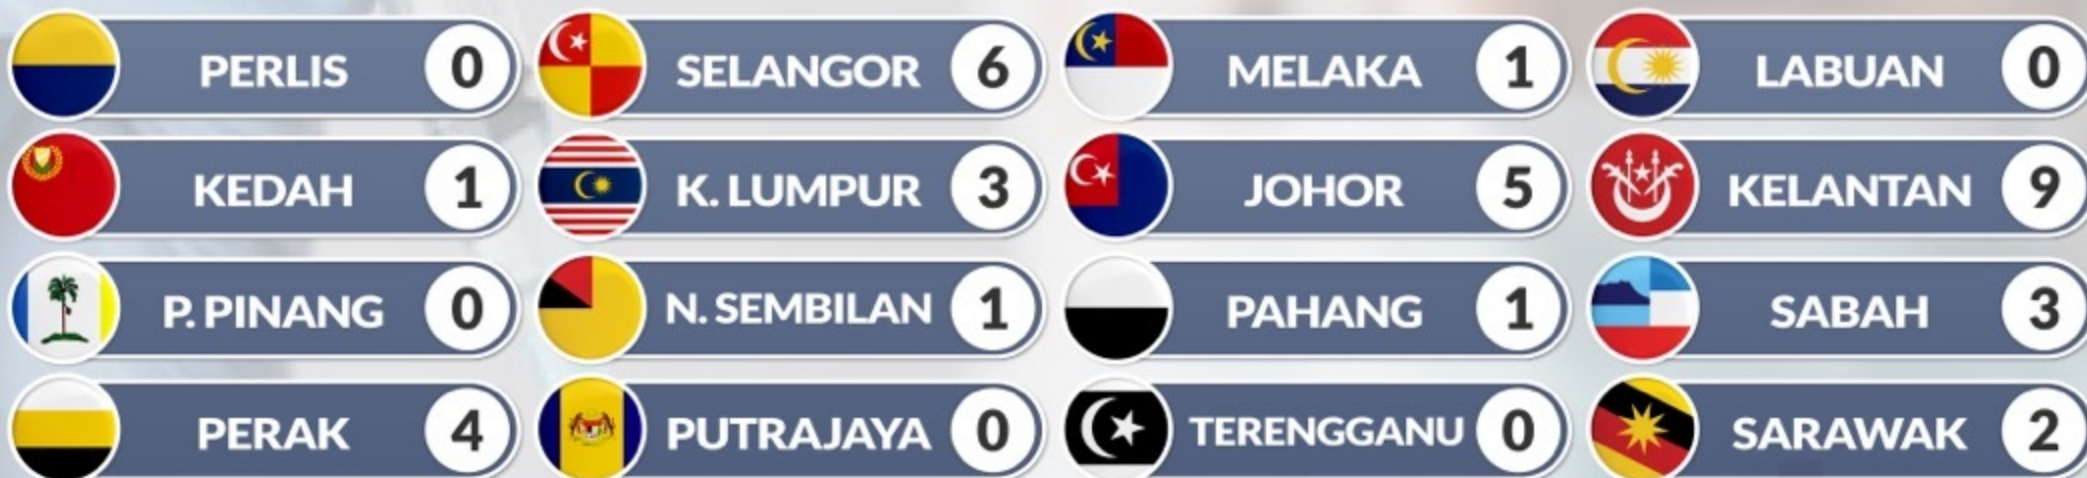 PERLIS 0
SELANGOR 6
MELAKA 1
LABUAN 0
KEDAH 1
K. LUMPUR 3
JOHOR 5
KELANTAN 9
P. PINANG 0
N. SEMBILAN 1
PAHANG 1
SABAH 3
PERAK 4
PUTRAJAYA 0
TERENGGANU 0
SARAWAK 2